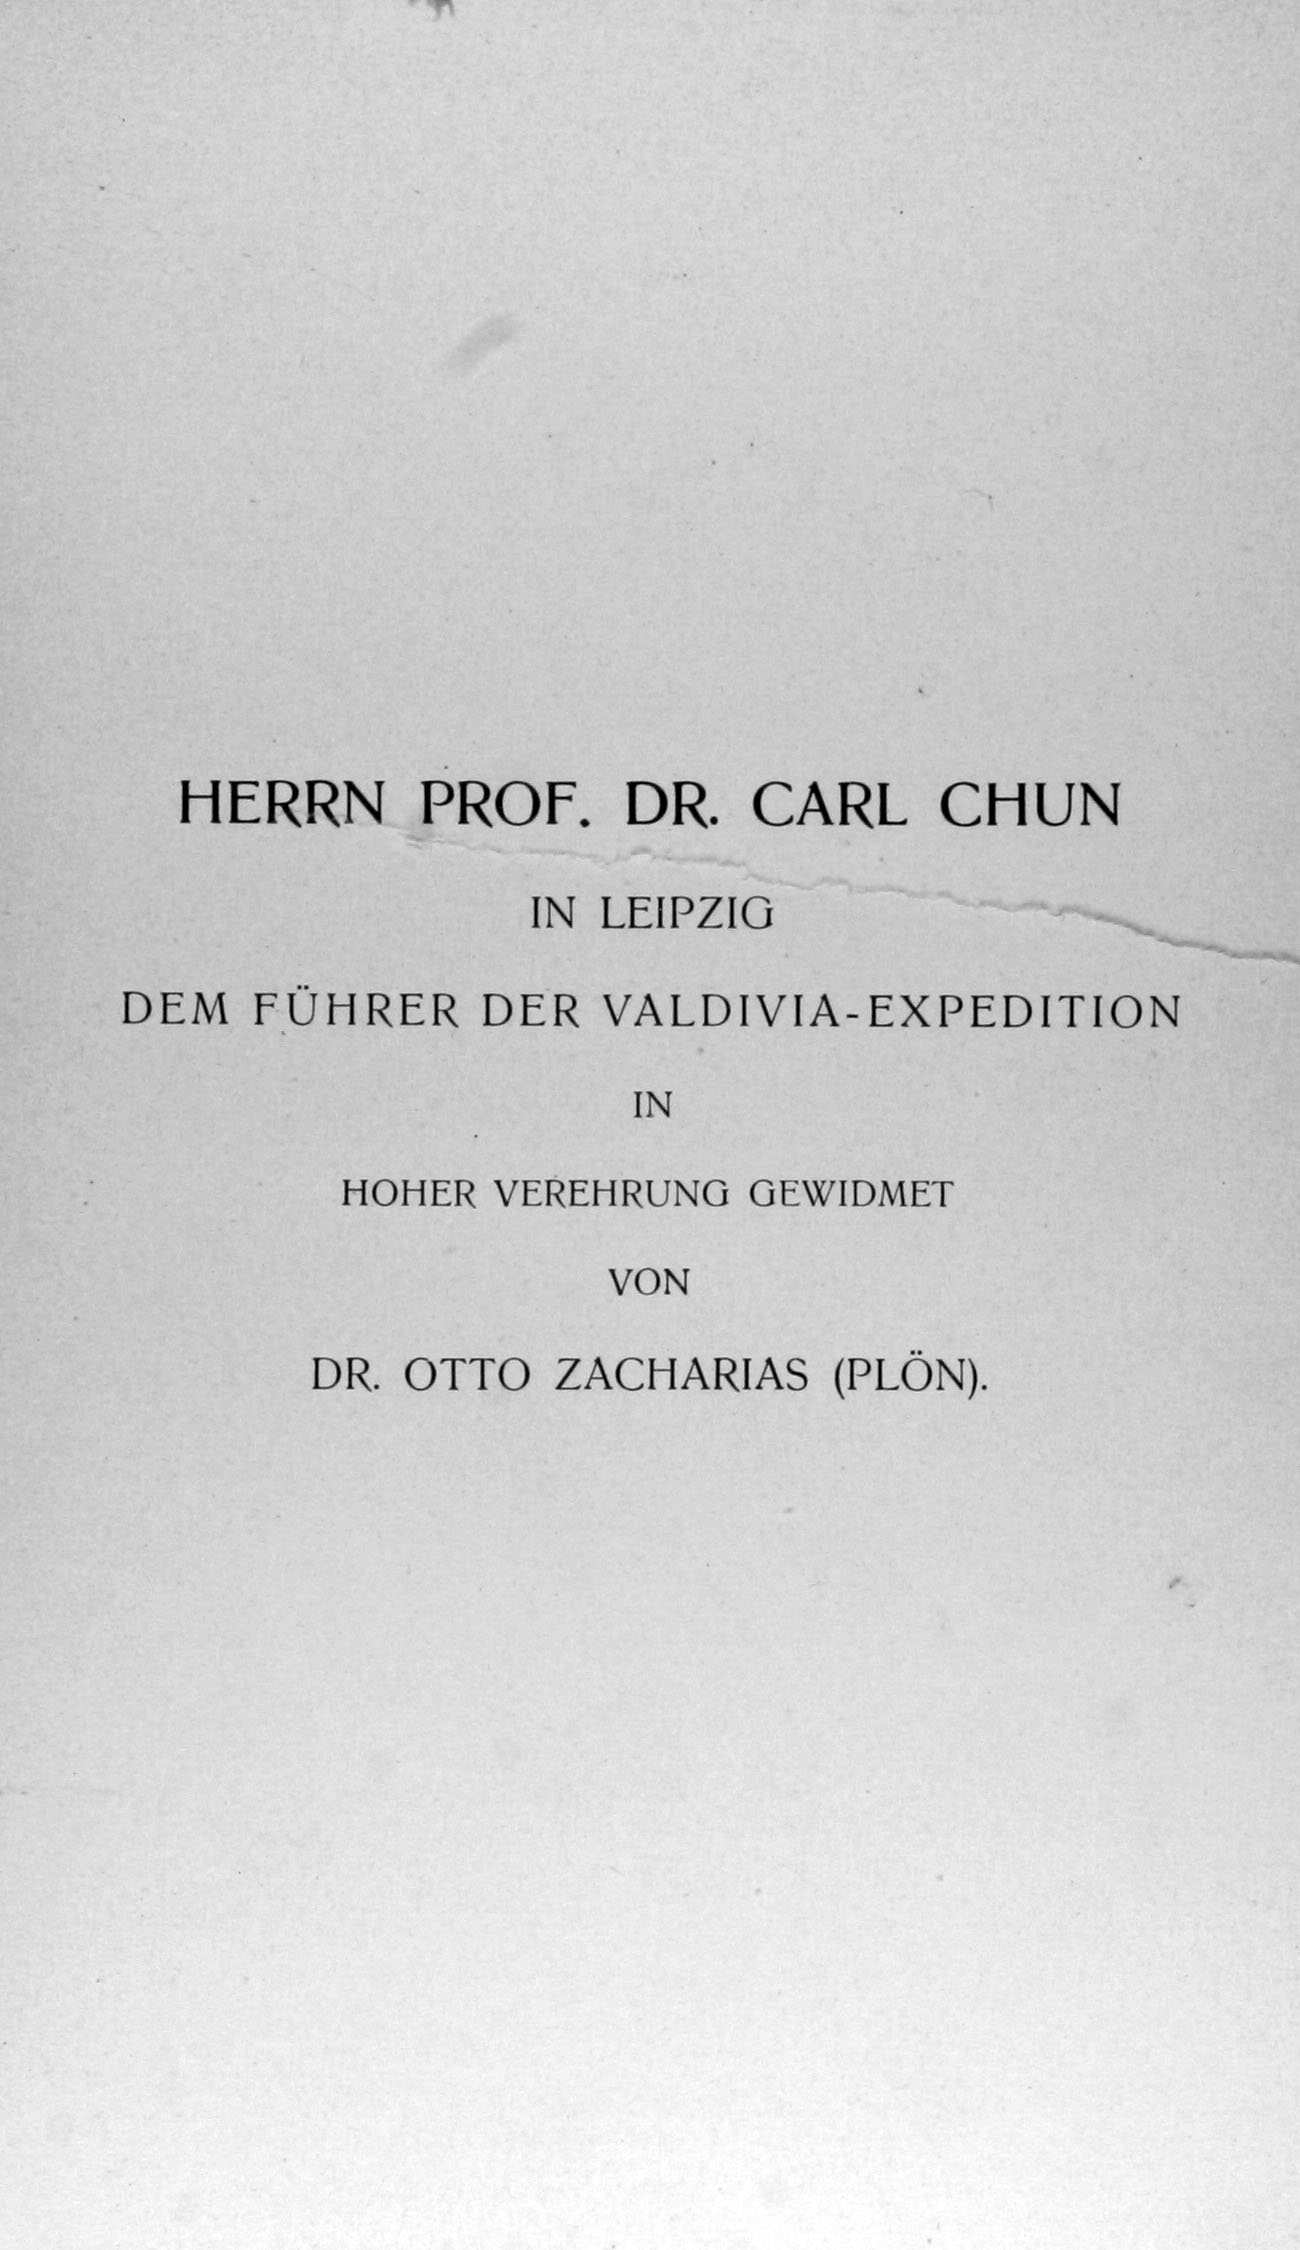 HERRN PROF. DR. CARL CHUN
IN LEIPZIG
DEM FÜHRER DER VALDIVIA-EXPEDITION
IN
HOHER VEREHRUNG GEWIDMET
VON
DR. OTTO ZACHARIAS (PLÖN).